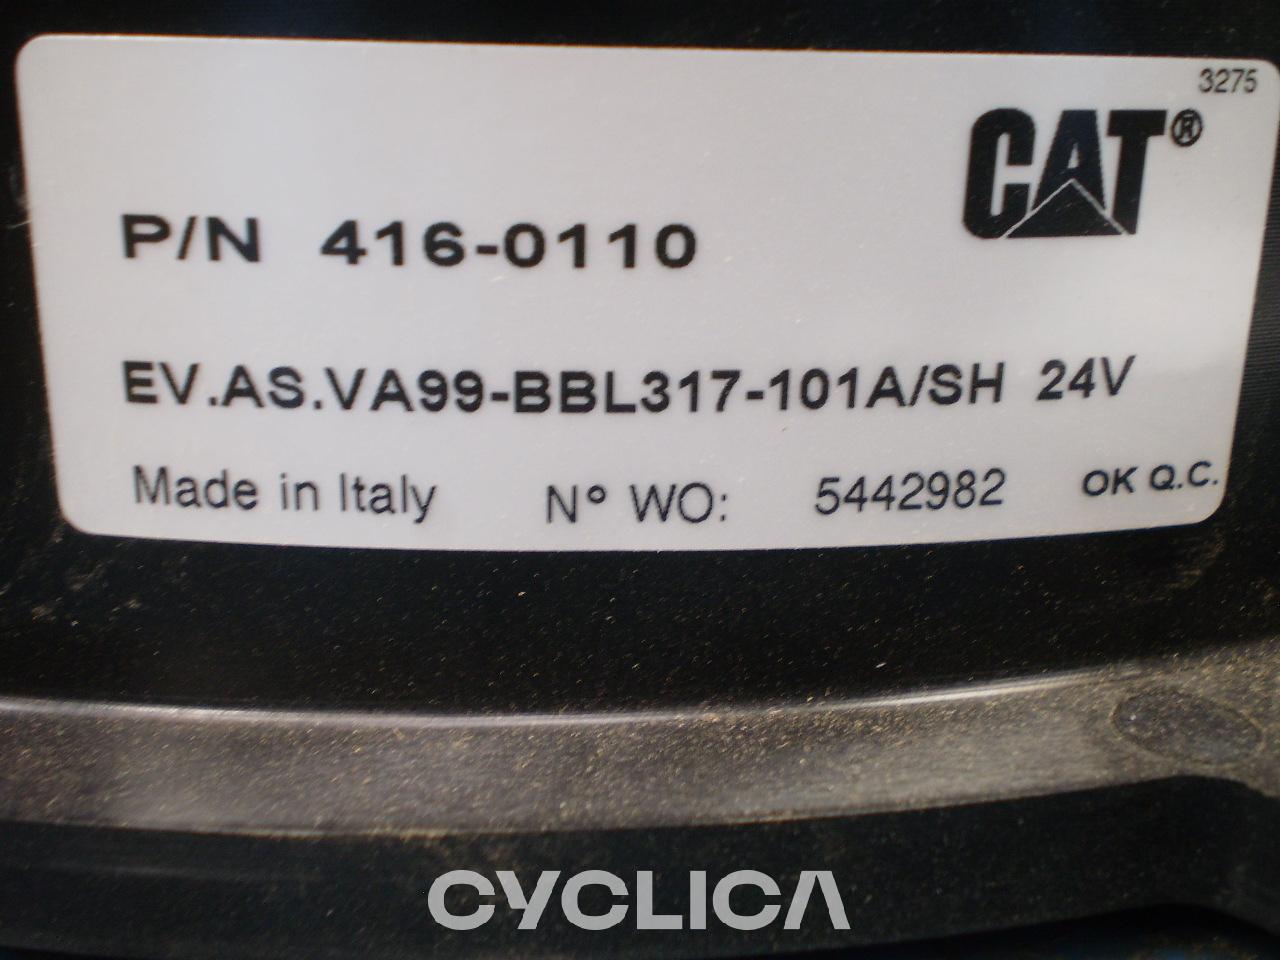 3275
CAT®
P/N 416-0110
EV.AS.VA99-BBL317-101A/SH 24V
Made in Italy N° WO: 5442982 OK Q.C.
CYCLICA